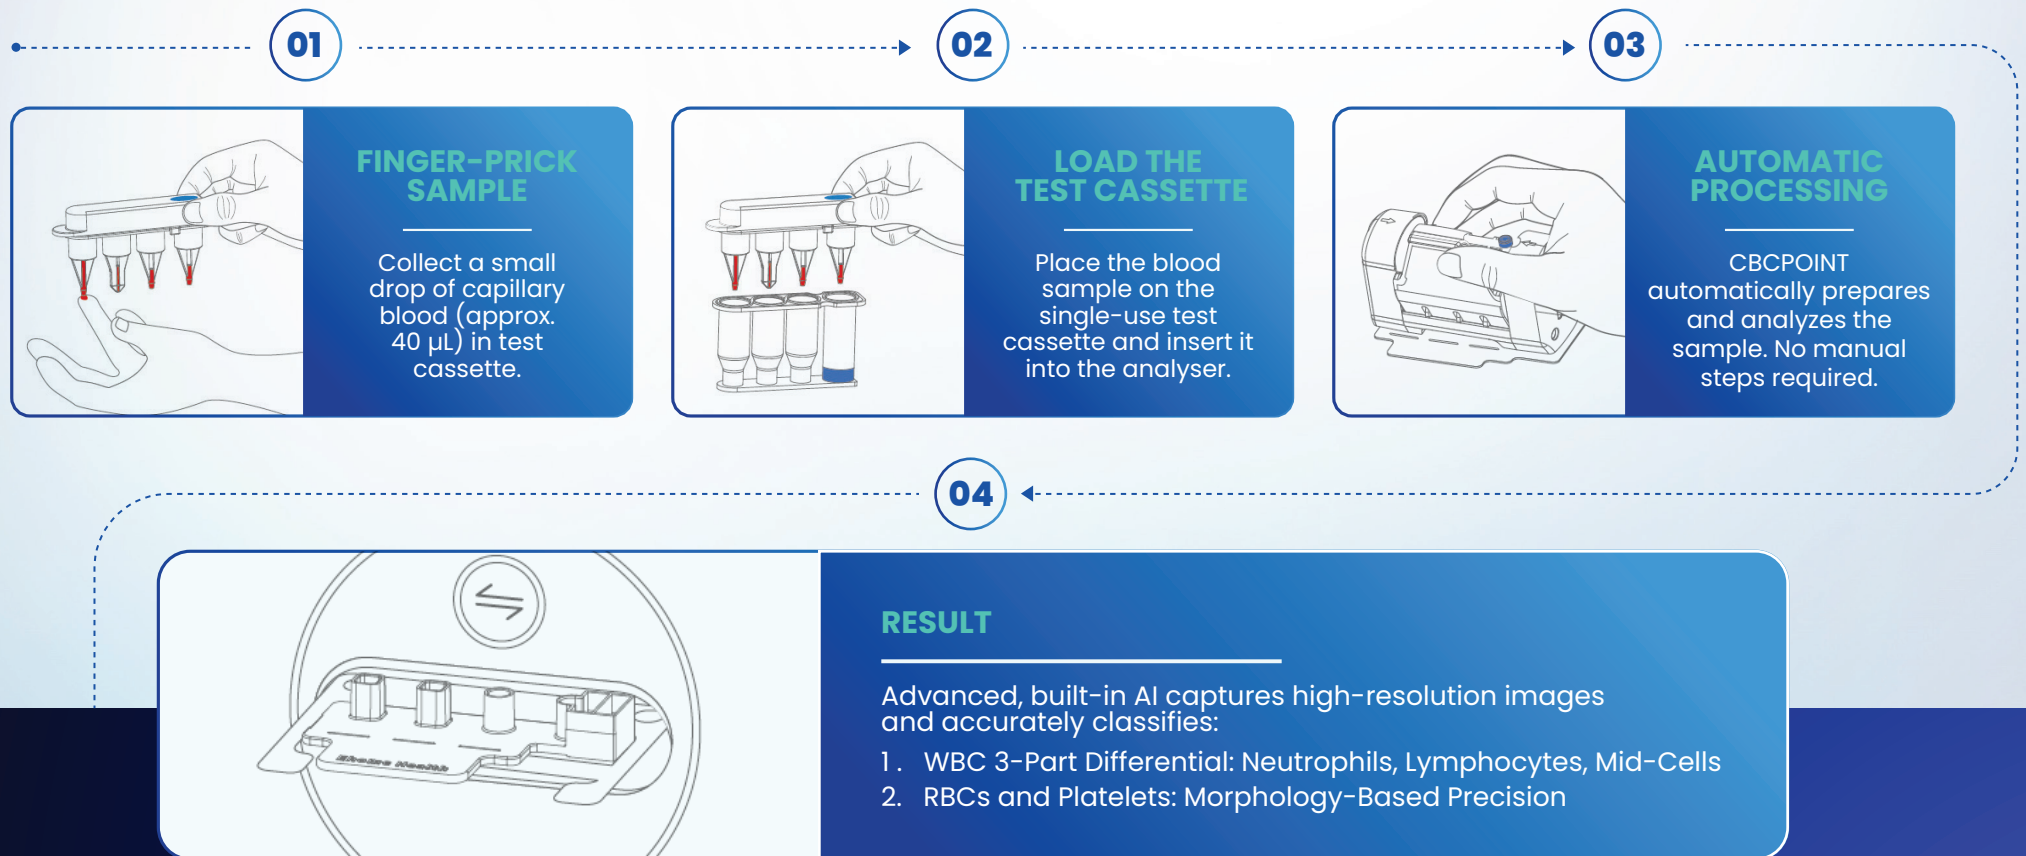 01
02
03
FINGER-PRICK
SAMPLE
Collect a small
drop of capillary
blood (approx.
40 µL) in test
cassette.
LOAD THE
TEST CASSETTE
Place the blood
sample on the
single-use test
cassette and insert it
into the analyser.
AUTOMATIC
PROCESSING
CBCPOINT
automatically prepares
and analyzes the
sample. No manual
steps required.
04
RESULT
Advanced, built-in AI captures high-resolution images
and accurately classifies:
1. WBC 3-Part Differential: Neutrophils, Lymphocytes, Mid-Cells
2. RBCs and Platelets: Morphology-Based Precision
Health